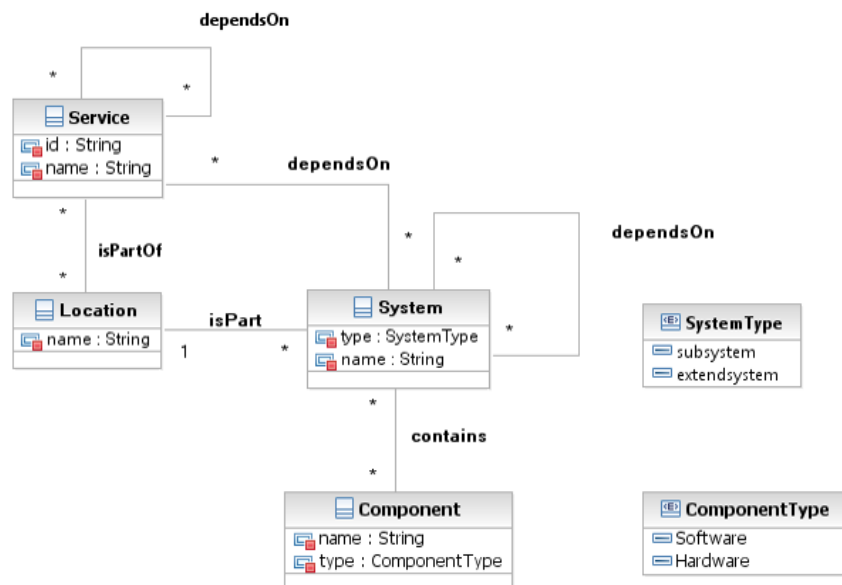 dependsOn
*
*
Service
id : String
name : String
*
dependsOn
*
isPartOf
*
*
*
dependsOn
Location
name : String
isPart
1
*
System
type : SystemType
name : String
*
SystemType
subsystem
extendsystem
*
contains
*
Component
name : String
type : ComponentType
ComponentType
Software
Hardware